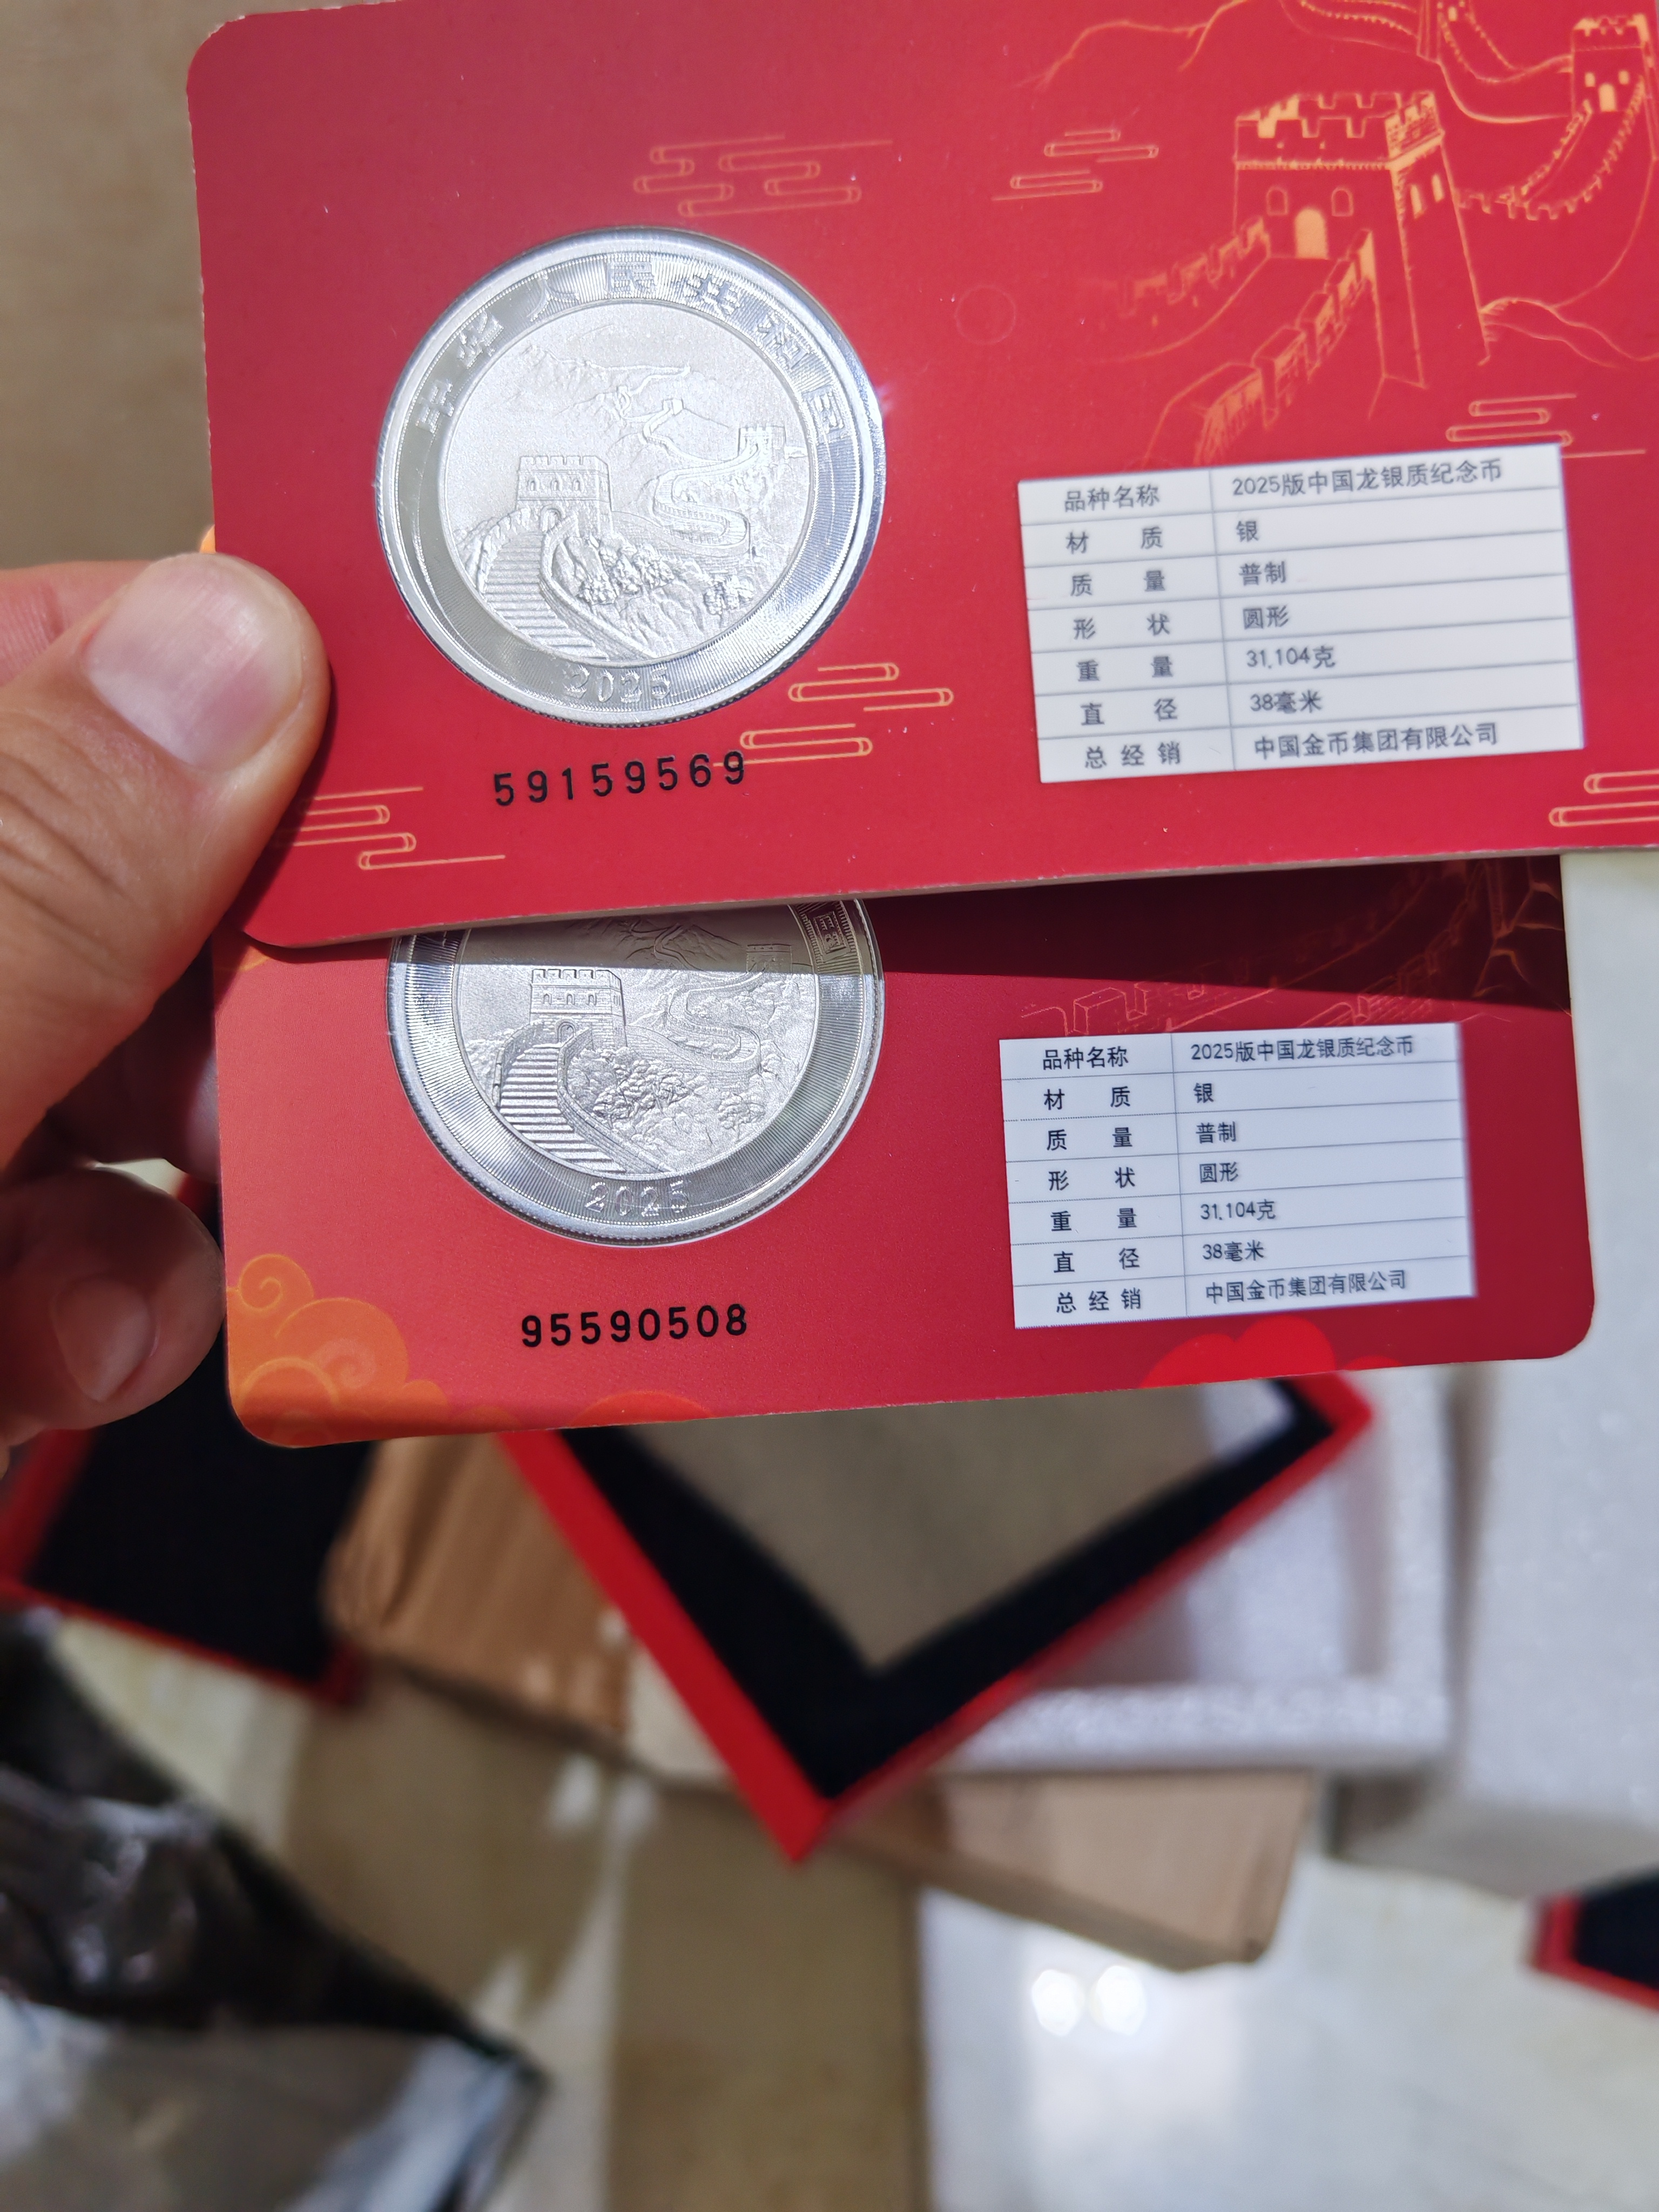 中华人民共和国
2025
59159569
品种名称 2025版中国龙银质纪念币
材 质 银
质 量 普制
形 状 圆形
重 量 31.104克
直 径 38毫米
总经销 中国金币集团有限公司
国
2025
95590508
品种名称 2025版中国龙银质纪念币
材 质 银
质 量 普制
形 状 圆形
重 量 31.104克
直 径 38毫米
总经销 中国金币集团有限公司